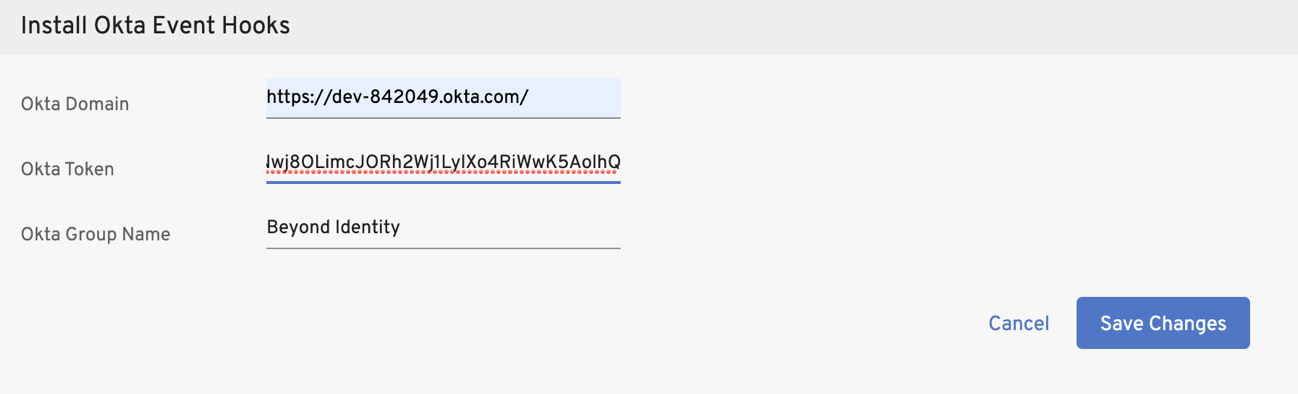 Install Okta Event Hooks
Okta Domain
https://dev-842049.okta.com/
Okta Token
Okta Group Name
Beyond Identity
Cancel
Save Changes